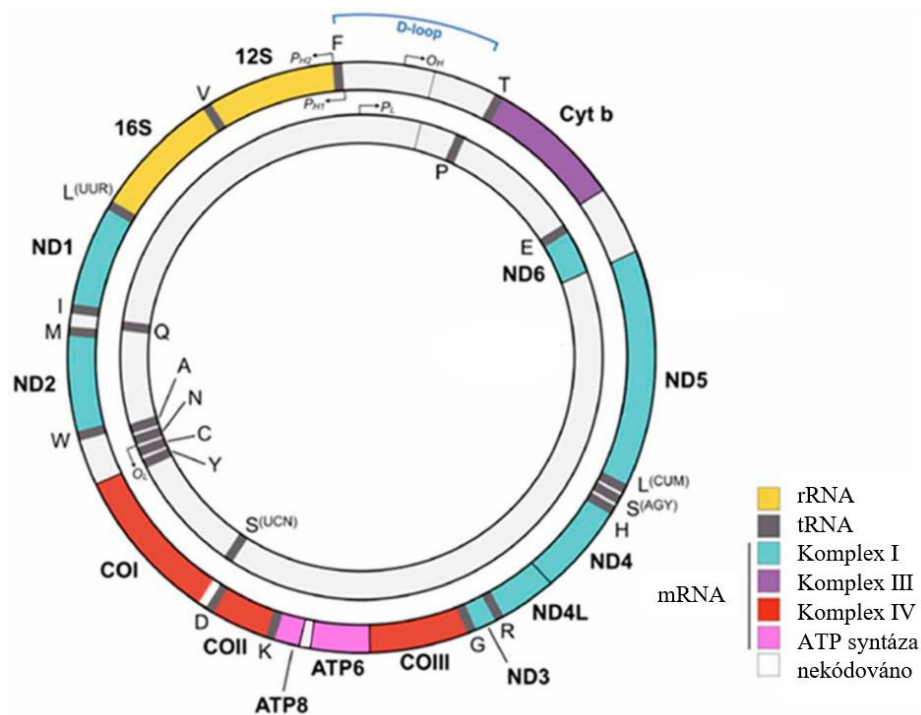 D-loop
F
12S
PH2
OH
T
V
PH1
PL
Cyt b
16S
P
L(UUR)
E
ND6
ND1
I
M
Q
ND2
ND5
A
N
W
C
Y
OL
L(CUM)
S(AGY)
H
S(UCN)
ND4
COI
ND4L
D
R
COII
K
G
COIII
ND3
ATP6
ATP8
rRNA
tRNA
mRNA
Komplex I
Komplex III
Komplex IV
ATP syntáza
nekódováno